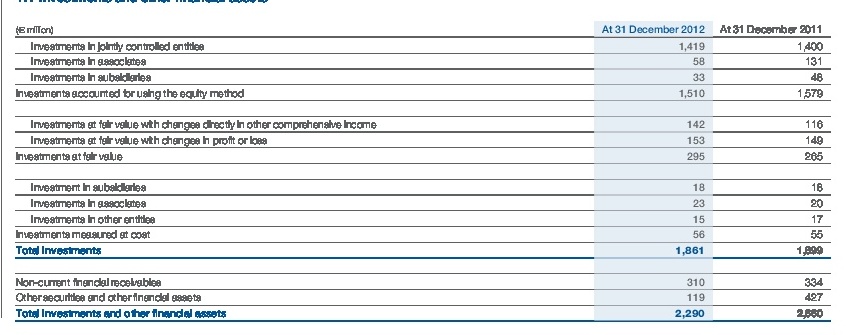 (€ million) At 31 December 2012 At 31 December 2011
Investments in jointly controlled entities 1,419 1,400
Investments in associates 58 131
Investments in subsidiaries 33 48
Investments accounted for using the equity method 1,510 1,579
Investments at fair value with changes directly in other comprehensive income 142 116
Investments at fair value with changes in profit or loss 153 149
Investments at fair value 295 265
Investment in subsidiaries 18 18
Investments in associates 23 20
Investments in other entities 15 17
Investments measured at cost 56 55
Total Investments 1,861 1,899
Non-current financial receivables 310 334
Other securities and other financial assets 119 427
Total Investments and other financial assets 2,290 2,660